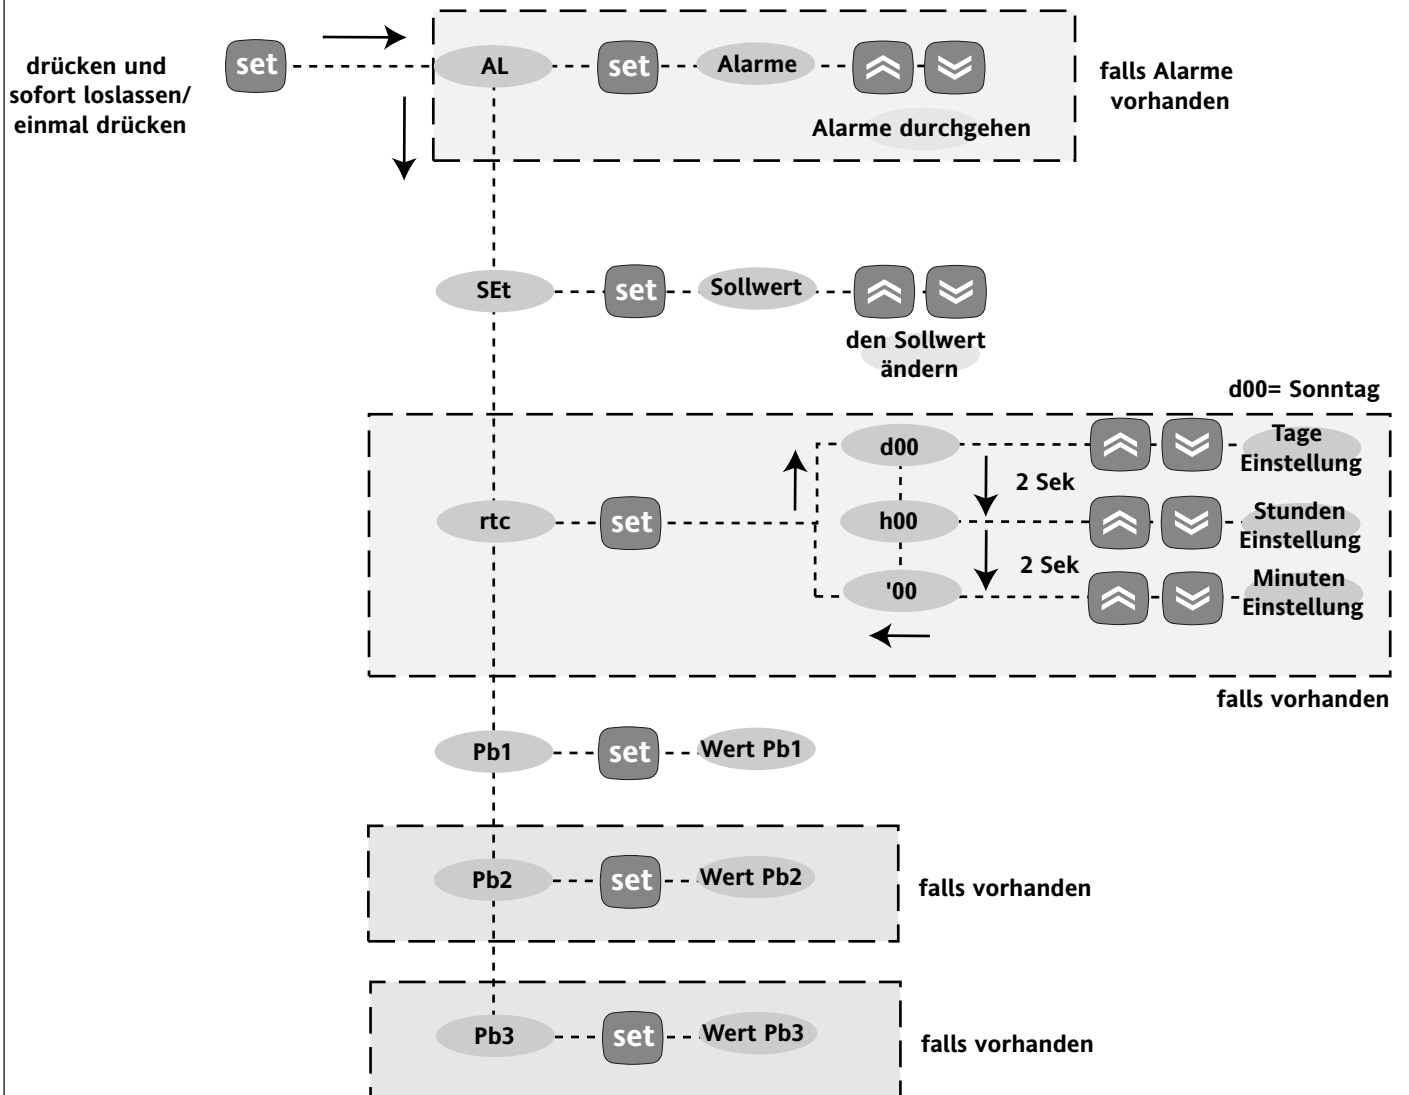 drücken und
sofort loslassen/
einmal drücken
set
AL
set
Alarme
Alarme durchgehen
falls Alarme
vorhanden
SEt
set
Sollwert
den Sollwert
ändern
d00= Sonntag
rtc
set
d00
2 Sek
Tage
Einstellung
h00
2 Sek
Stunden
Einstellung
'00
Minuten
Einstellung
falls vorhanden
Pb1
set
Wert Pb1
Pb2
set
Wert Pb2
falls vorhanden
Pb3
set
Wert Pb3
falls vorhanden